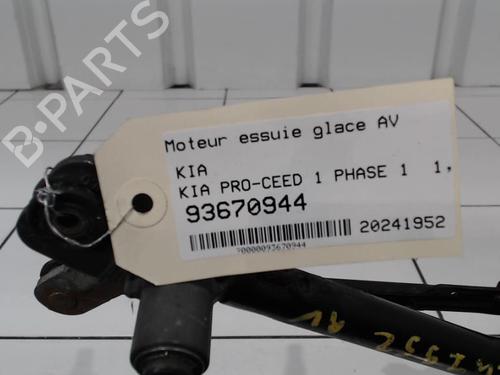 Moteur essuie glace AV
KIA
KIA PRO-CEED 1 PHASE 1 1,
93670944
20241952
*0000093670944
B-PARTS